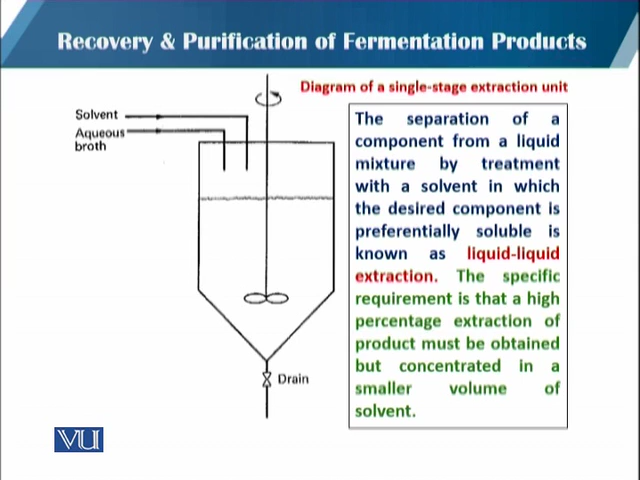 Recovery & Purification of Fermentation Products
Diagram of a single-stage extraction unit
Solvent
Aqueous
broth
Drain
The separation of a
component from a liquid
mixture by treatment
with a solvent in which
the desired component is
preferentially soluble is
known as liquid-liquid
extraction. The specific
requirement is that a high
percentage extraction of
product must be obtained
but concentrated in a
smaller volume of
solvent.
VU